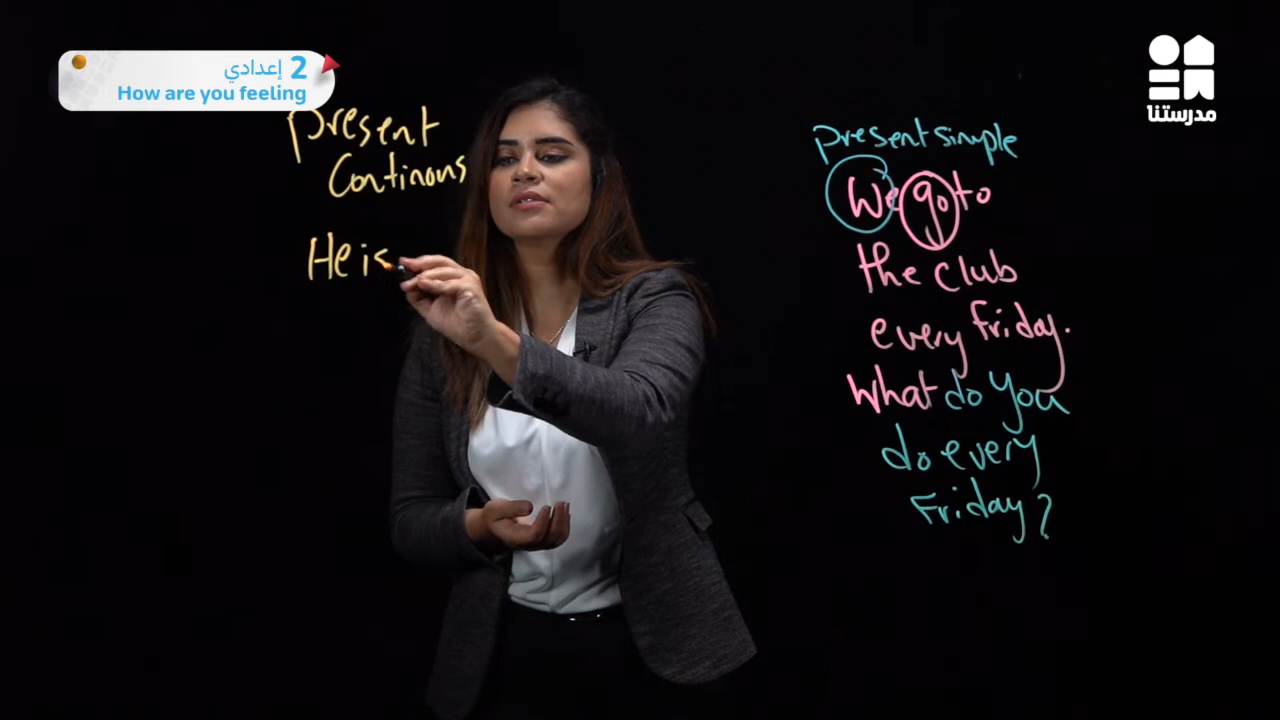 2 إعدادي
How are you feeling
مدرستنا
present
Continous
He is
present simple
We go to
the club
every friday.
What do you
do every
Friday?